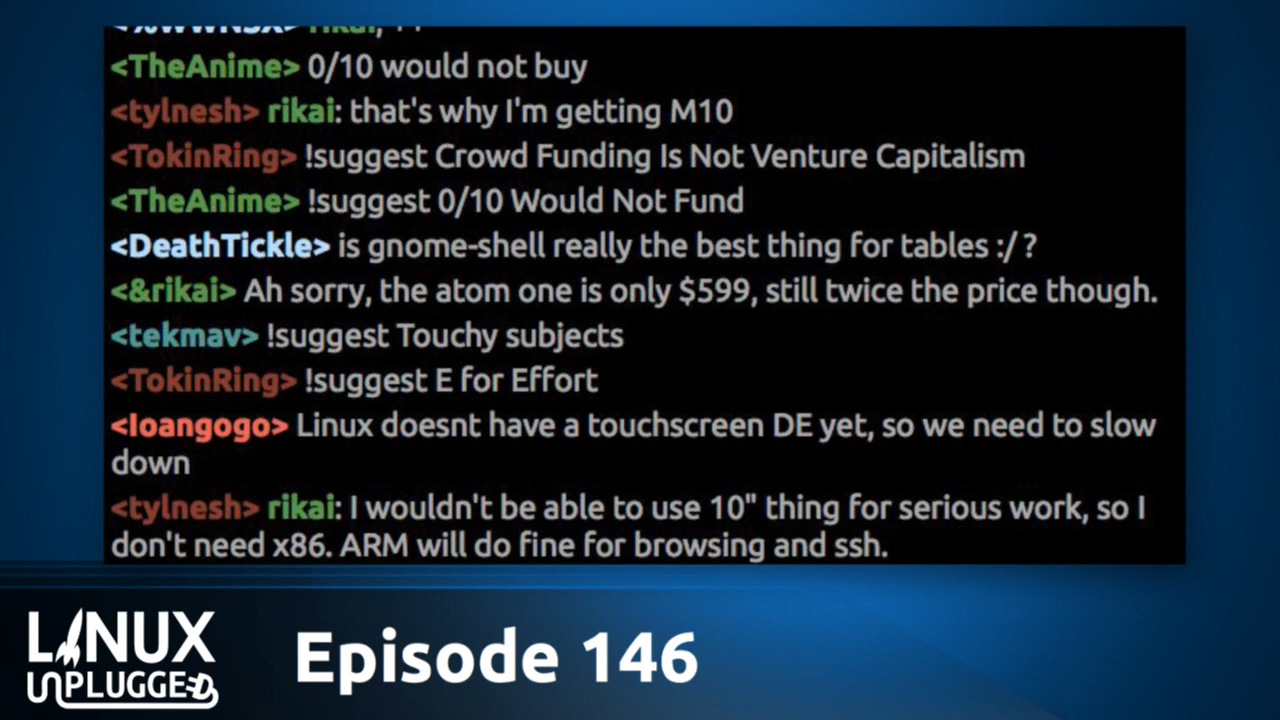 rikai, ++
<TheAnime> 0/10 would not buy
<tylnesh> rikai: that's why I'm getting M10
<TokinRing> !suggest Crowd Funding Is Not Venture Capitalism
<TheAnime> !suggest 0/10 Would Not Fund
<DeathTickle> is gnome-shell really the best thing for tables :/ ?
<&rikai> Ah sorry, the atom one is only $599, still twice the price though.
<tekmav> !suggest Touchy subjects
<TokinRing> !suggest E for Effort
<loangogo> Linux doesnt have a touchscreen DE yet, so we need to slow
down
<tylnesh> rikai: I wouldn't be able to use 10" thing for serious work, so I
don't need x86. ARM will do fine for browsing and ssh.
LINUX
UNPLUGGED
Episode 146